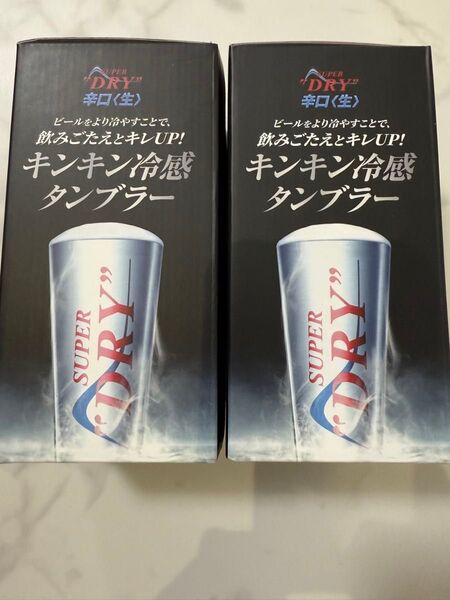 SUPER
"DRY"
辛口〈生〉
ビールをより冷やすことで、
飲みごたえとキレUP!
キンキン冷感
タンブラー
SUPER
"DRY"
SUPER
"DRY"
辛口〈生〉
ビールをより冷やすことで、
飲みごたえとキレUP!
キンキン冷感
タンブラー
SUPER
"DRY"